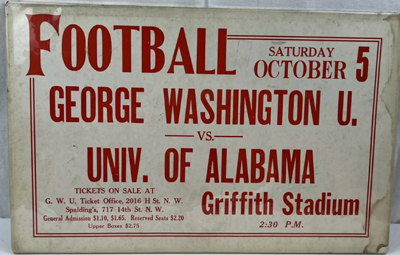 FOOTBALL
SATURDAY
OCTOBER 5
GEORGE WASHINGTON U.
VS.
UNIV. OF ALABAMA
TICKETS ON SALE AT
G. W. U. Ticket Office, 2016 H St. N. W.
Spalding's, 717 14th St. N. W.
General Admission $1.10, $1.65. Reserved Seats $2.20
Upper Boxes $2.75
Griffith Stadium
2:30 P.M.